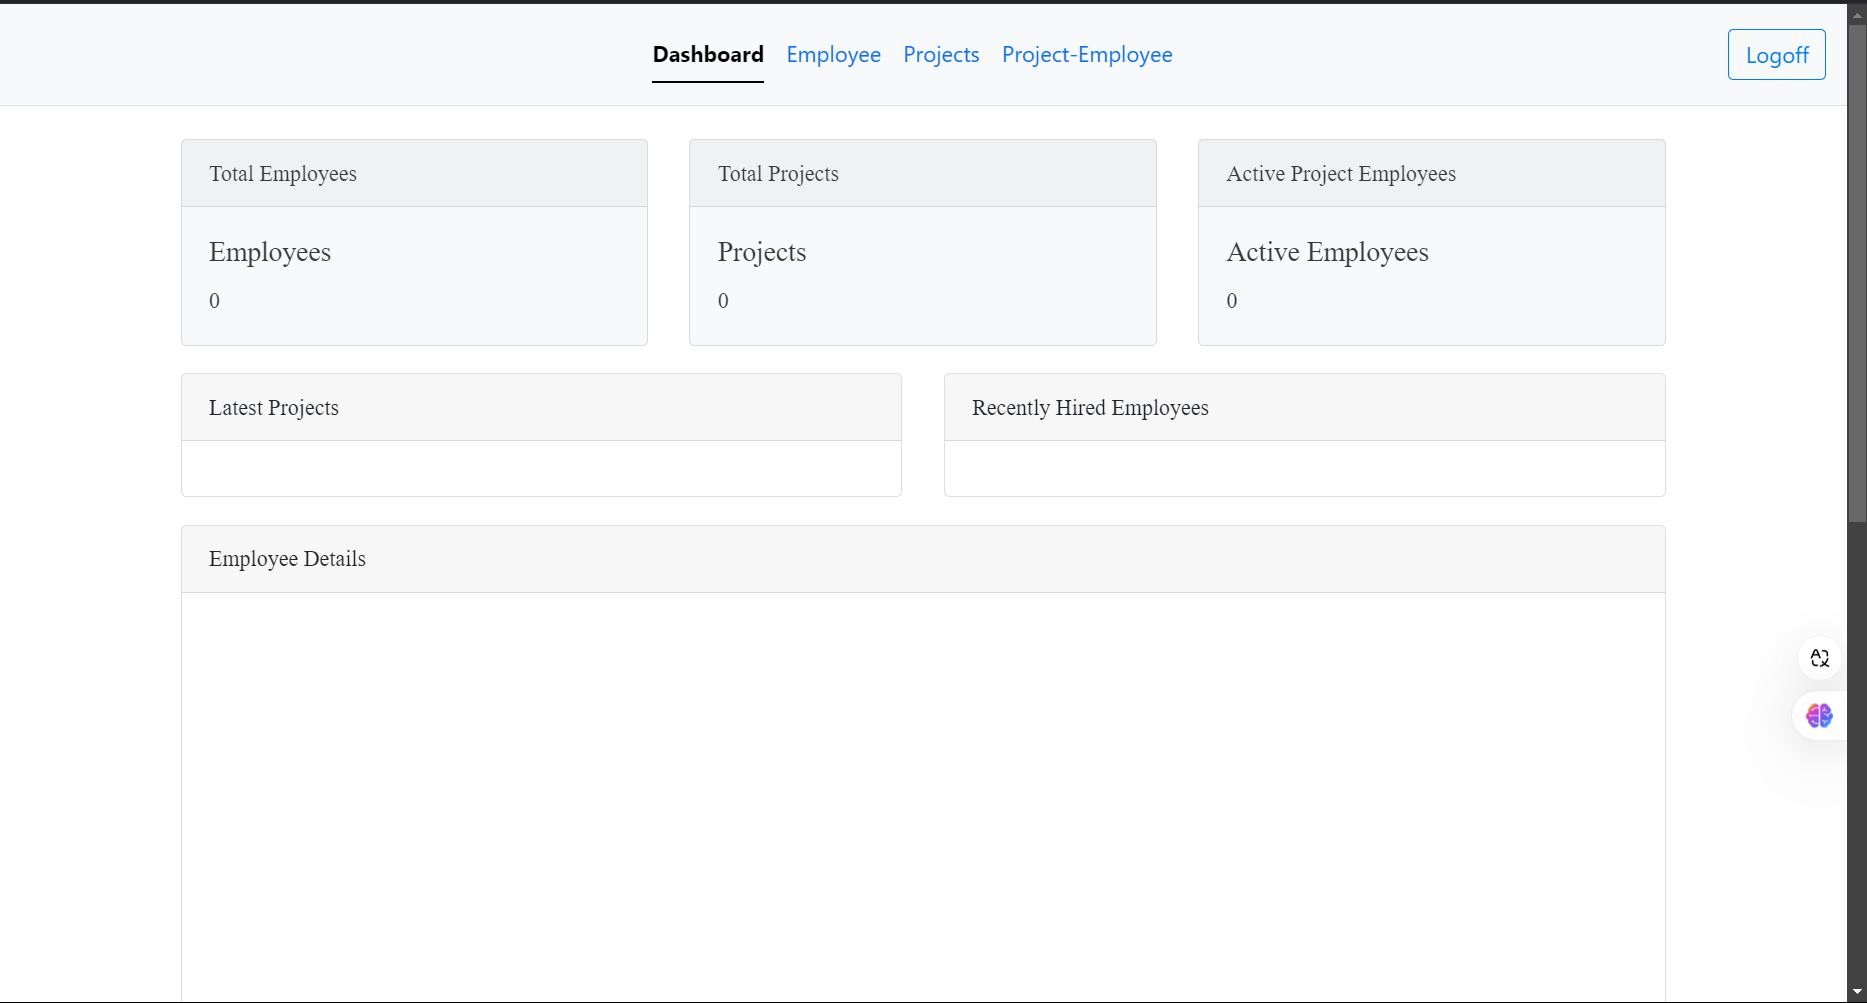 Dashboard Employee Projects Project-Employee Logoff
Total Employees
Employees
0
Total Projects
Projects
0
Active Project Employees
Active Employees
0
Latest Projects
Recently Hired Employees
Employee Details